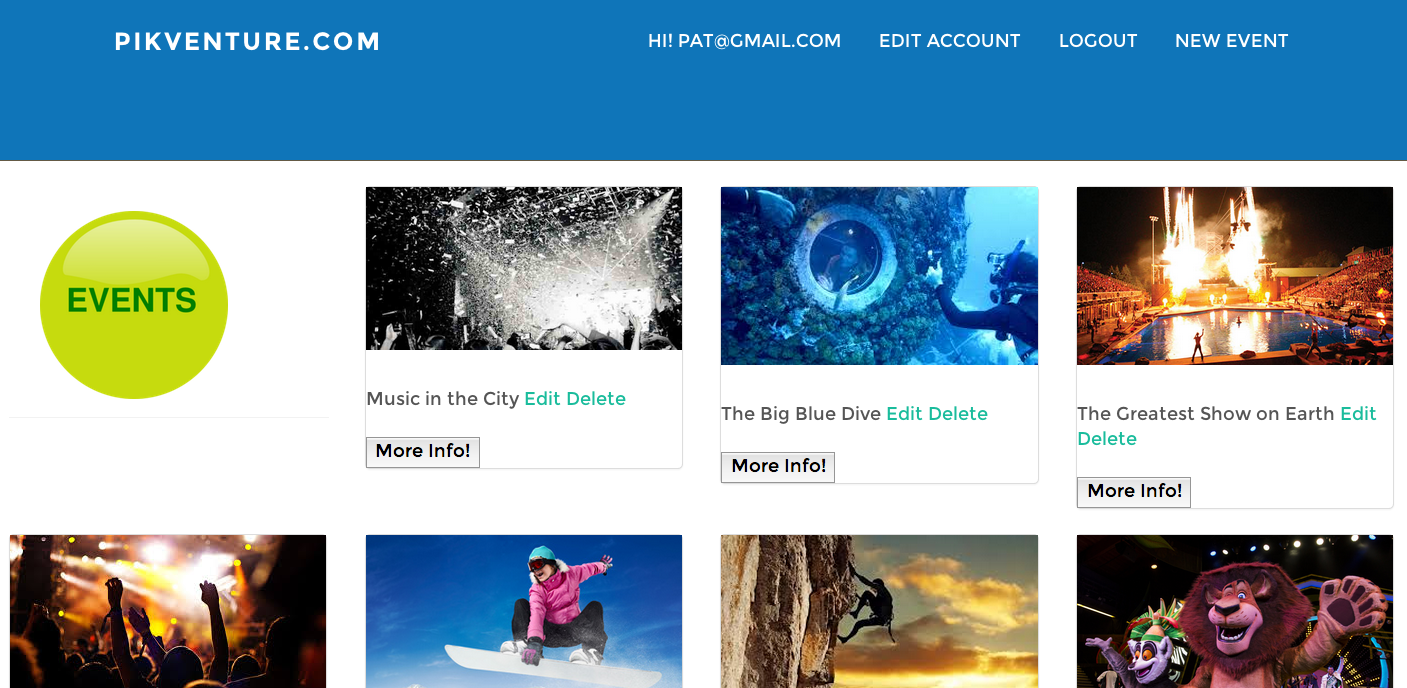 PIKVENTURE.COM
HI! PAT@GMAIL.COM
EDIT ACCOUNT
LOGOUT
NEW EVENT
EVENTS
Music in the City Edit Delete
More Info!
The Big Blue Dive Edit Delete
More Info!
The Greatest Show on Earth Edit
Delete
More Info!